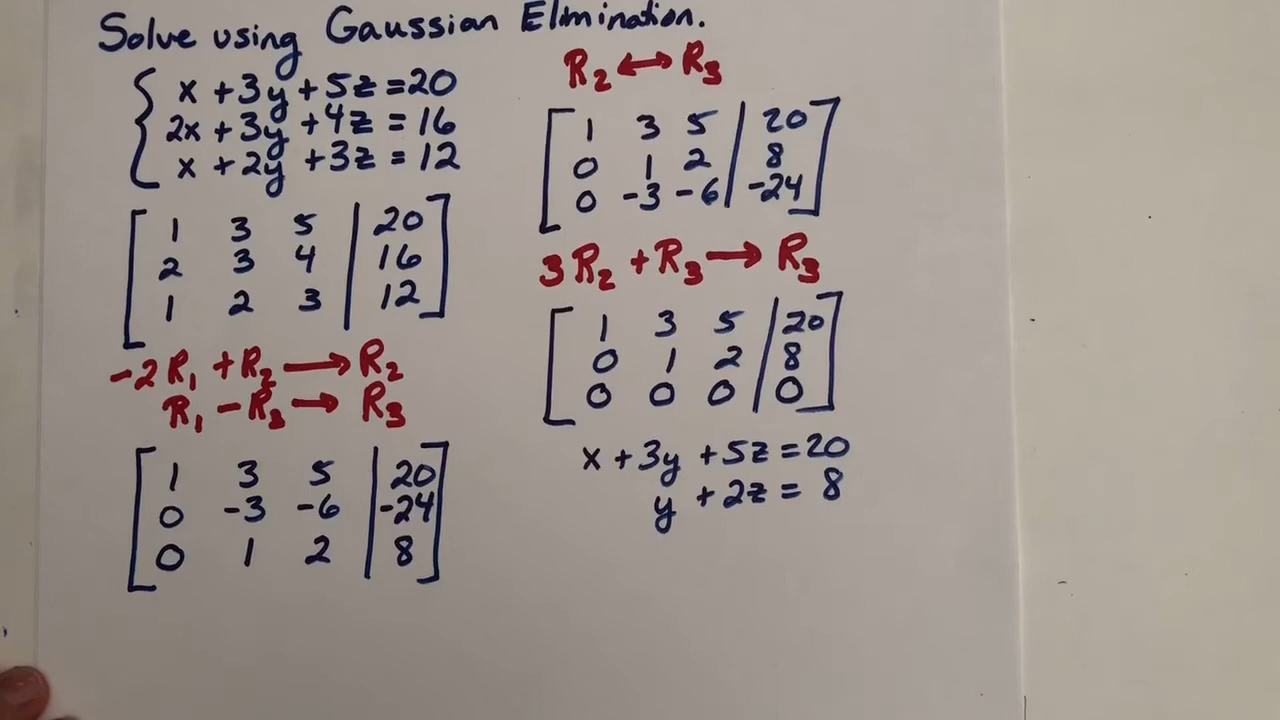 Solve using Gaussian Elimination.
x + 3y + 5z = 20
2x + 3y + 4z = 16
x + 2y + 3z = 12
1 3 5 | 20
2 3 4 | 16
1 2 3 | 12
-2R₁ + R₂ → R₂
R₁ - R₃ → R₃
1 3 5 | 20
0 -3 -6 | -24
0 1 2 | 8
R₂ ↔ R₃
1 3 5 | 20
0 1 2 | 8
0 -3 -6 | -24
3R₂ + R₃ → R₃
1 3 5 | 20
0 1 2 | 8
0 0 0 | 0
x + 3y + 5z = 20
y + 2z = 8